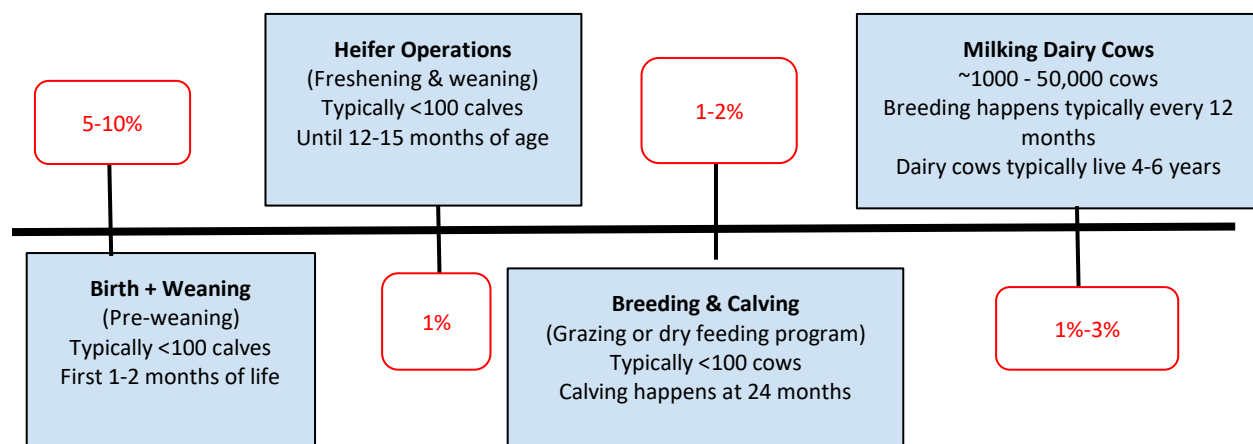 5-10%
Birth + Weaning
(Pre-weaning)
Typically <100 calves
First 1-2 months of life
Heifer Operations
(Freshening & weaning)
Typically <100 calves
Until 12-15 months of age
1%
1-2%
Breeding & Calving
(Grazing or dry feeding program)
Typically <100 cows
Calving happens at 24 months
Milking Dairy Cows
~1000 - 50,000 cows
Breeding happens typically every 12
months
Dairy cows typically live 4-6 years
1%-3%